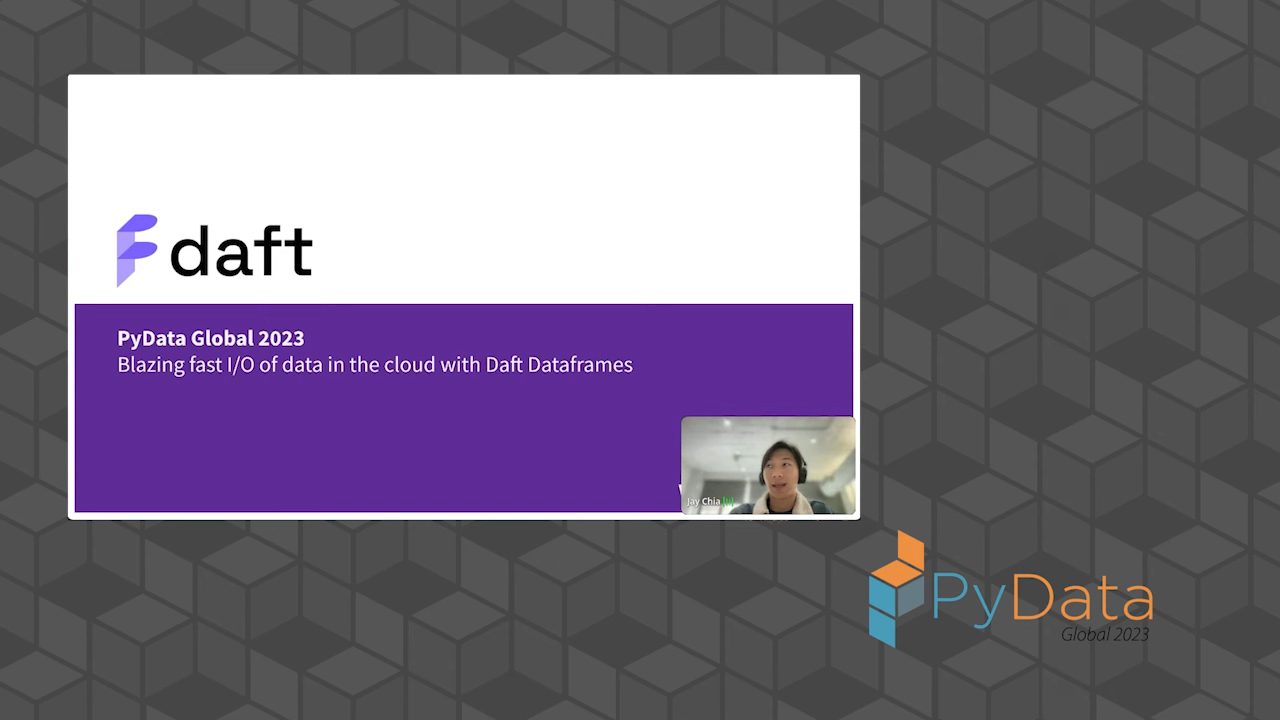 daft
PyData Global 2023
Blazing fast I/O of data in the cloud with Daft Dataframes
Jay Chia
PyData
Global 2023